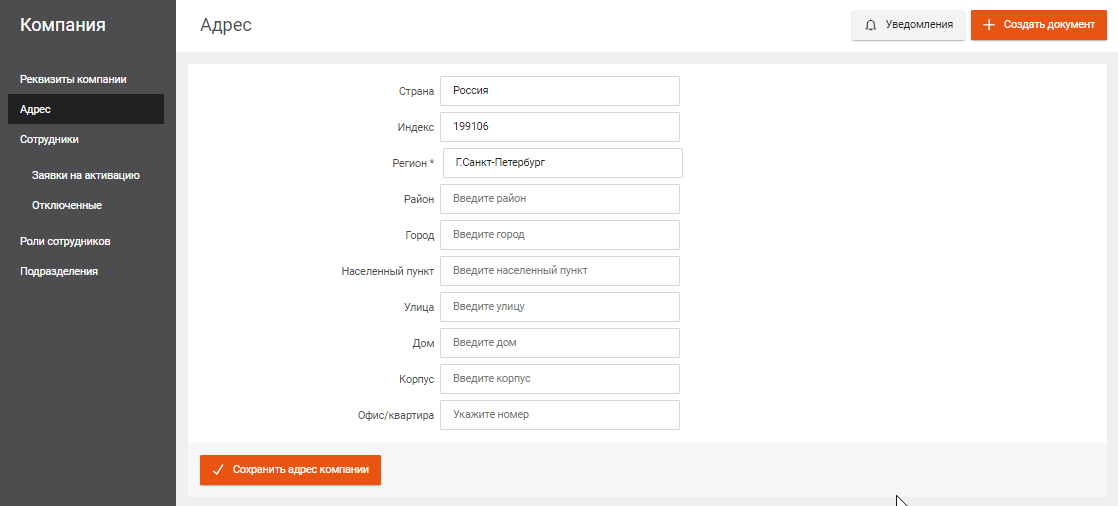 Компания
Реквизиты компании
Адрес
Сотрудники
Заявки на активацию
Отключенные
Роли сотрудников
Подразделения
Адрес
Уведомления
Создать документ
Страна Россия
Индекс 199106
Регион * Г.Санкт-Петербург
Район Введите район
Город Введите город
Населенный пункт Введите населенный пункт
Улица Введите улицу
Дом Введите дом
Корпус Введите корпус
Офис/квартира Укажите номер
Сохранить адрес компании